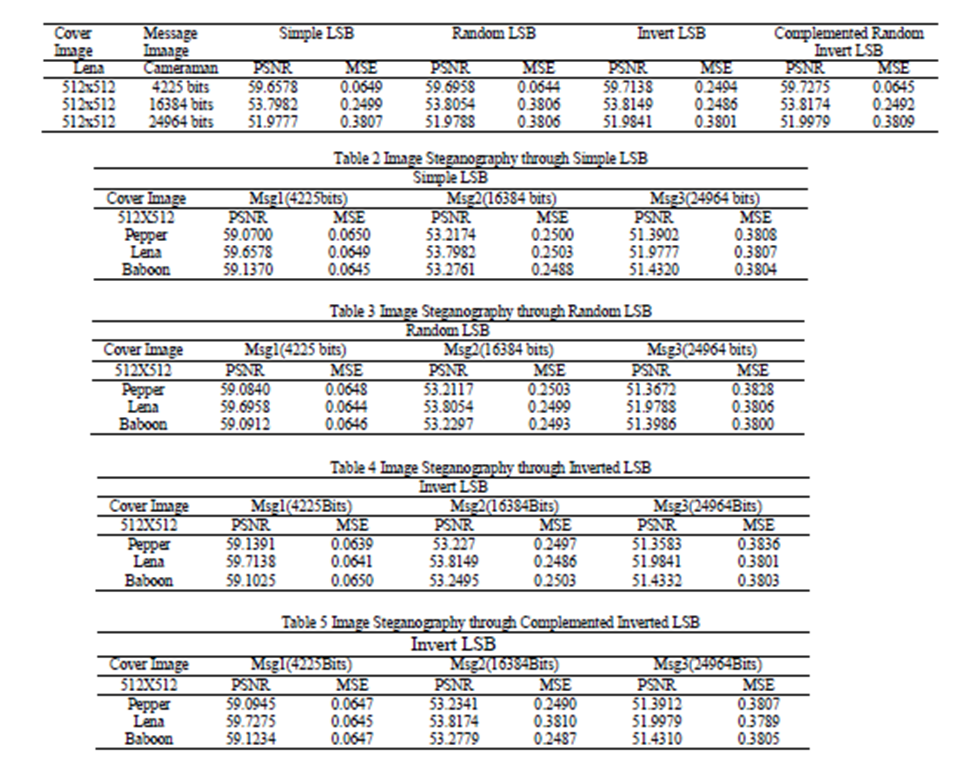 Cover Message Simple LSB Random LSB Invert LSB Complemented Random
Image Imaage Invert LSB
Lena Cameraman PSNR MSE PSNR MSE PSNR MSE PSNR MSE
512x512 4225 bits 59.6578 0.0649 59.6958 0.0644 59.7138 0.2494 59.7275 0.0645
512x512 16384 bits 53.7982 0.2499 53.8054 0.3806 53.8149 0.2486 53.8174 0.2492
512x512 24964 bits 51.9777 0.3807 51.9788 0.3806 51.9841 0.3801 51.9979 0.3809
Table 2 Image Steganography through Simple LSB
Simple LSB
Cover Image Msg1(4225bits) Msg2(16384 bits) Msg3(24964 bits)
512X512 PSNR MSE PSNR MSE PSNR MSE
Pepper 59.0700 0.0650 53.2174 0.2500 51.3902 0.3808
Lena 59.6578 0.0649 53.7982 0.2503 51.9777 0.3807
Baboon 59.1370 0.0645 53.2761 0.2488 51.4320 0.3804
Table 3 Image Steganography through Random LSB
Random LSB
Cover Image Msg1(4225 bits) Msg2(16384 bits) Msg3(24964 bits)
512X512 PSNR MSE PSNR MSE PSNR MSE
Pepper 59.0840 0.0648 53.2117 0.2503 51.3672 0.3828
Lena 59.6958 0.0644 53.8054 0.2499 51.9788 0.3806
Baboon 59.0912 0.0646 53.2297 0.2493 51.3986 0.3800
Table 4 Image Steganography through Inverted LSB
Invert LSB
Cover Image Msg1(4225Bits) Msg2(16384Bits) Msg3(24964Bits)
512X512 PSNR MSE PSNR MSE PSNR MSE
Pepper 59.1391 0.0639 53.227 0.2497 51.3583 0.3836
Lena 59.7138 0.0641 53.8149 0.2486 51.9841 0.3801
Baboon 59.1025 0.0650 53.2495 0.2503 51.4332 0.3803
Table 5 Image Steganography through Complemented Inverted LSB
Invert LSB
Cover Image Msg1(4225Bits) Msg2(16384Bits) Msg3(24964Bits)
512X512 PSNR MSE PSNR MSE PSNR MSE
Pepper 59.0945 0.0647 53.2341 0.2490 51.3912 0.3807
Lena 59.7275 0.0645 53.8174 0.3810 51.9979 0.3789
Baboon 59.1234 0.0647 53.2779 0.2487 51.4310 0.3805